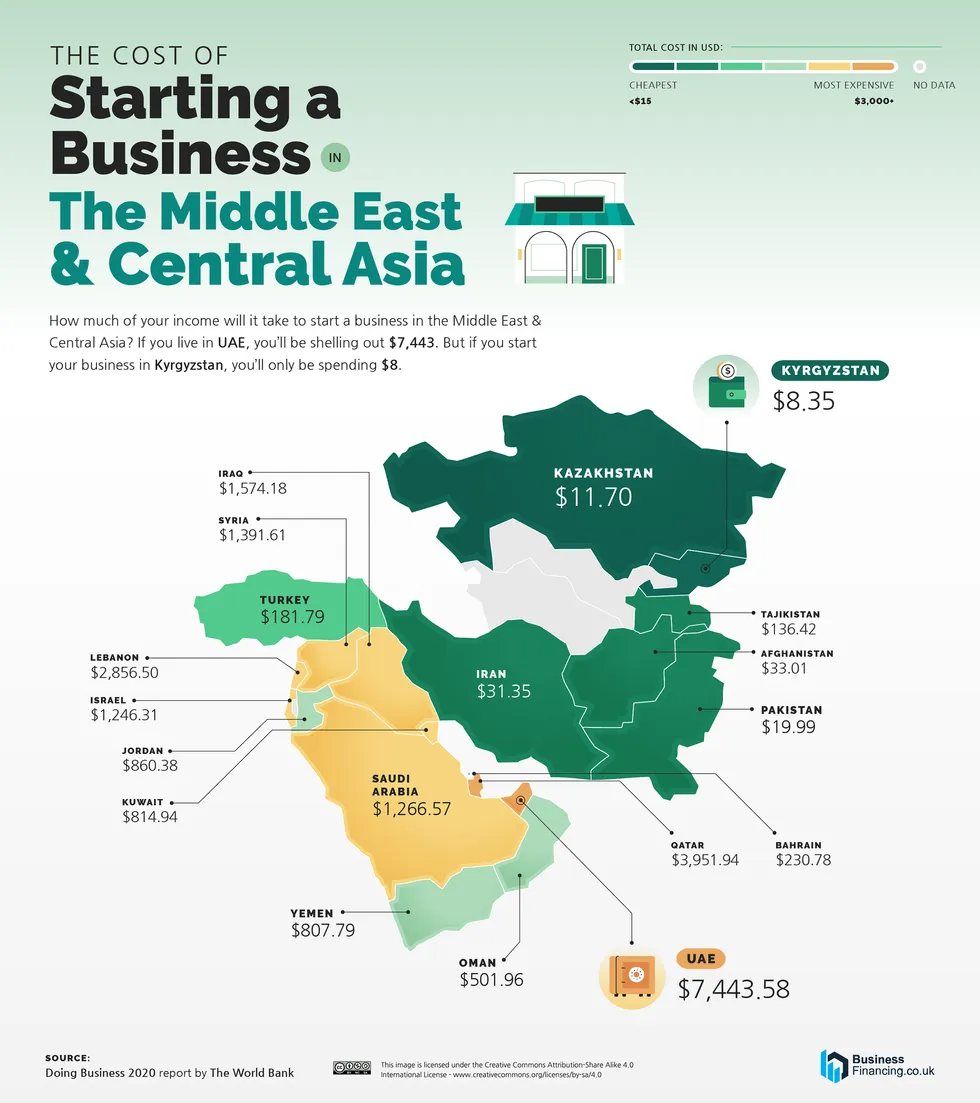 THE COST OF
Starting a
Business IN
The Middle East
& Central Asia
TOTAL COST IN USD:
CHEAPEST
<$15
MOST EXPENSIVE
$3,000+
NO DATA
How much of your income will it take to start a business in the Middle East &
Central Asia? If you live in UAE, you'll be shelling out $7,443. But if you start
your business in Kyrgyzstan, you'll only be spending $8.
KYRGYZSTAN
$8.35
KAZAKHSTAN
$11.70
IRAQ
$1,574.18
SYRIA
$1,391.61
TURKEY
$181.79
TAJIKISTAN
$136.42
LEBANON
$2,856.50
AFGHANISTAN
$33.01
IRAN
$31.35
ISRAEL
$1,246.31
PAKISTAN
$19.99
JORDAN
$860.38
SAUDI
ARABIA
$1,266.57
KUWAIT
$814.94
QATAR
$3,951.94
BAHRAIN
$230.78
YEMEN
$807.79
OMAN
$501.96
UAE
$7,443.58
SOURCE:
Doing Business 2020 report by The World Bank
This image is licensed under the Creative Commons Attribution-Share Alike 4.0
International License - www.creativecommons.org/licenses/by-sa/4.0
Business
Financing.co.uk